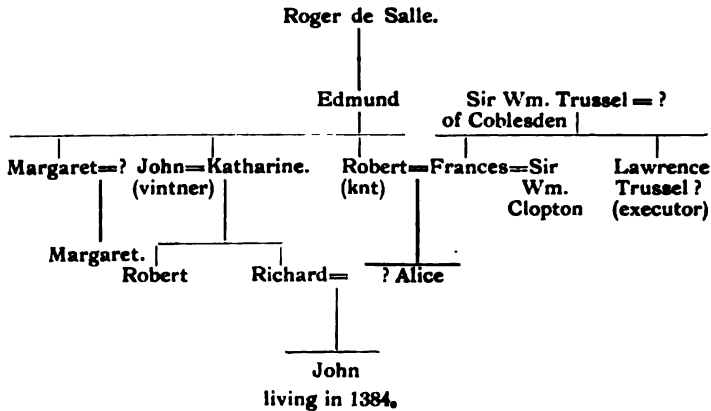 Roger de Salle.
Edmund Sir Wm. Trussel = ?
of Coblesden
Margaret=? John=Katharine. Robert=Frances=Sir Lawrence
(vintner) (knt) Wm. Trussel ?
Clopton (executor)
Margaret.
Robert Richard= ? Alice
John
living in 1384.